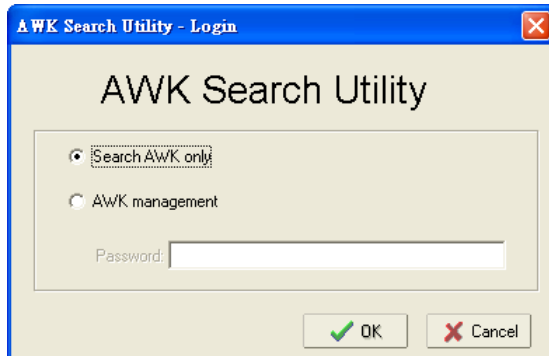 AWK Search Utility - Login
AWK Search Utility
Search AWK only
AWK management
Password:
OK Cancel